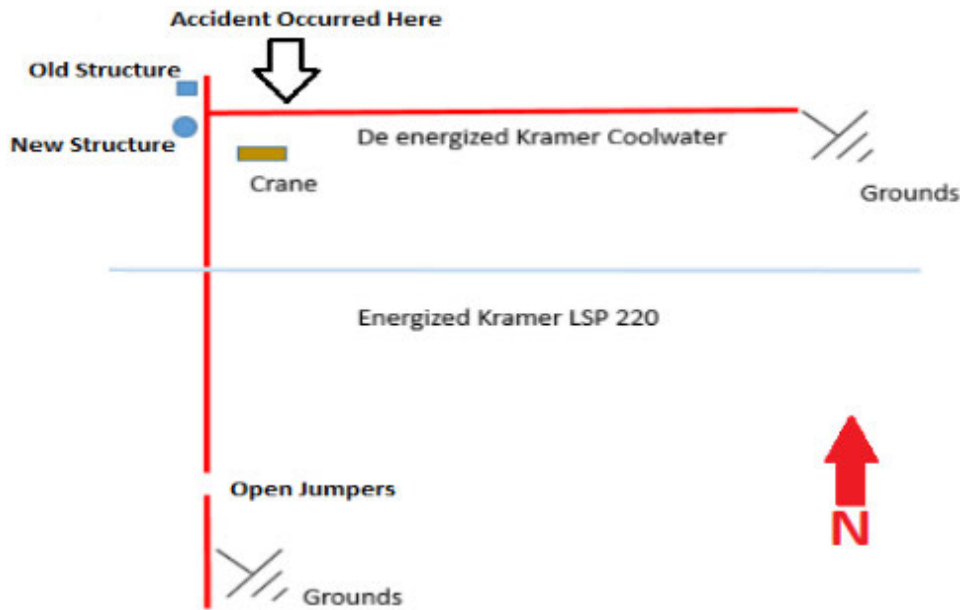 Accident Occurred Here
Old Structure
New Structure
De energized Kramer Coolwater
Crane
Grounds
Energized Kramer LSP 220
Open Jumpers
N
Grounds